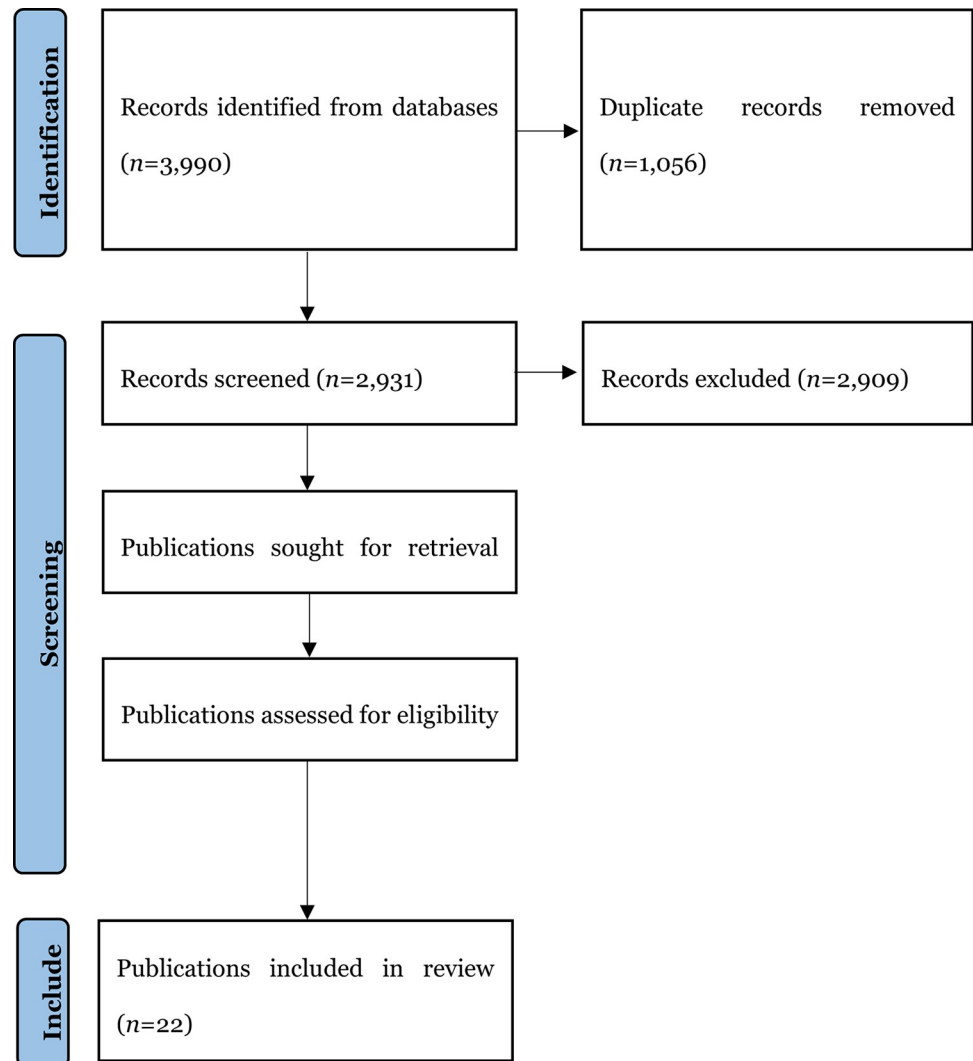 Identification
Records identified from databases
(n=3,990)
Duplicate records removed
(n=1,056)
Screening
Records screened (n=2,931)
Records excluded (n=2,909)
Publications sought for retrieval
Publications assessed for eligibility
Include
Publications included in review
(n=22)